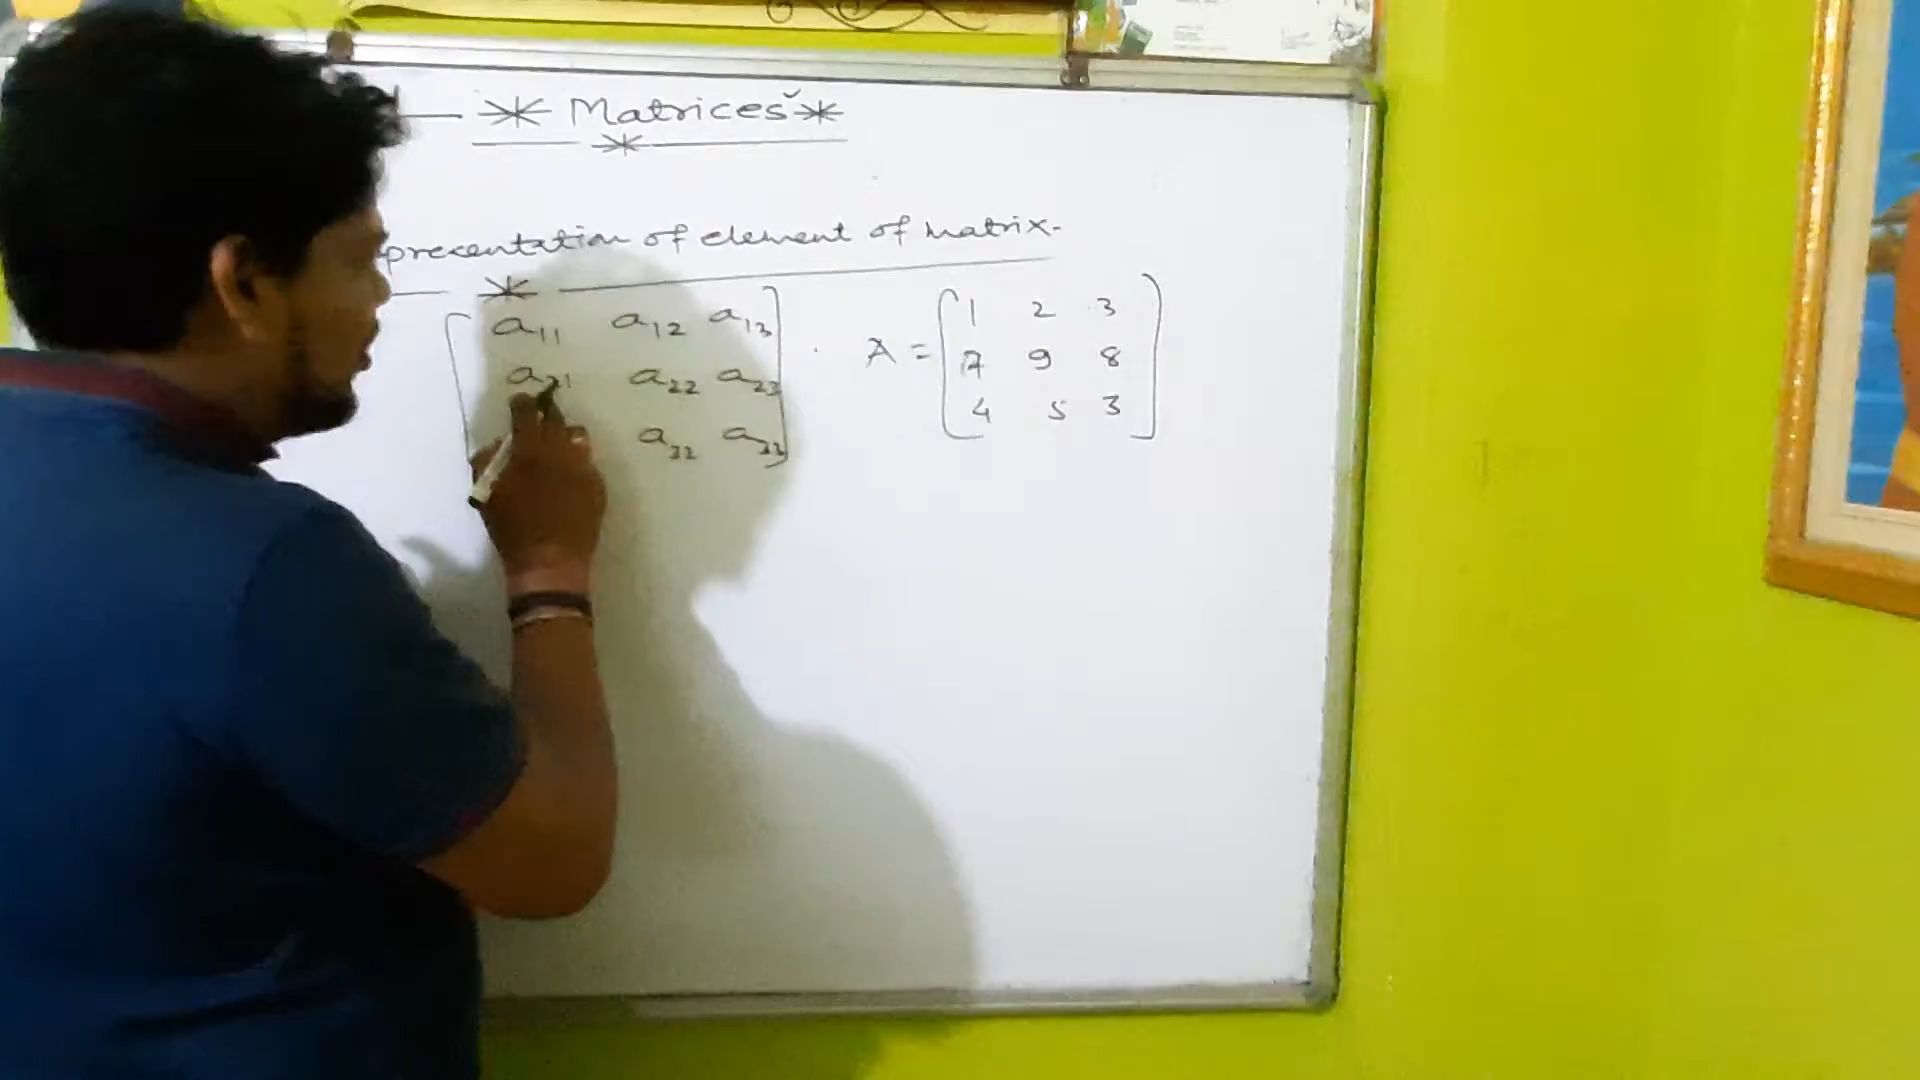 * Matrices *
*
presentation of element of matrix-
*
a11 a12 a13
a21 a22 a23
a32 a33
A = [ 1 2 3
7 9 8
4 5 3 ]